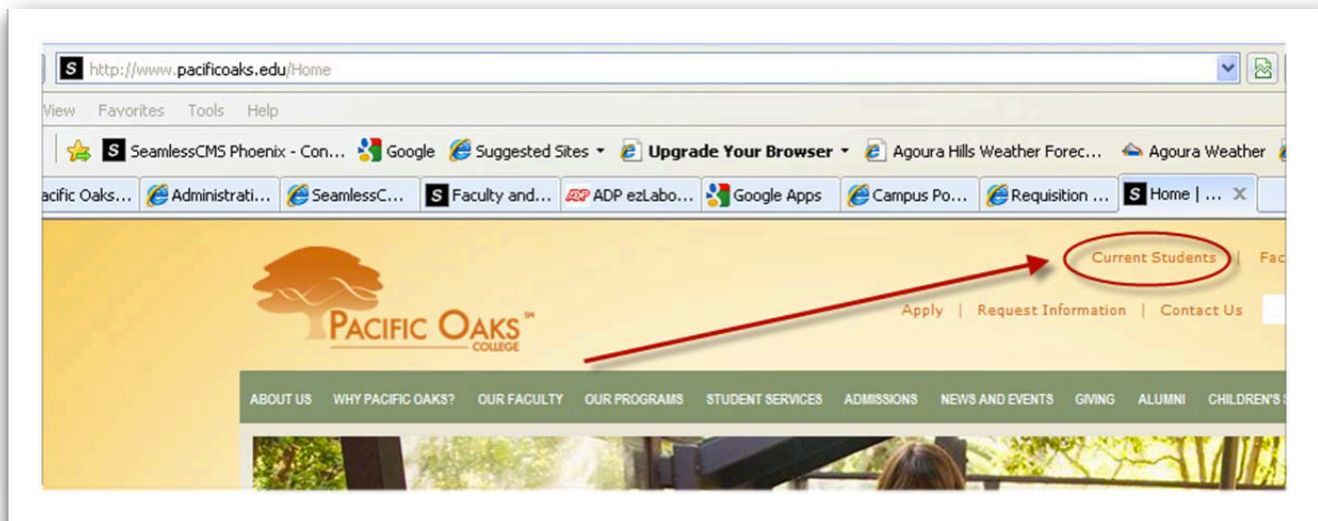 S http://www.pacificoaks.edu/Home
View Favorites Tools Help
S SeamlessCMS Phoenix - Con... Google Suggested Sites Upgrade Your Browser Agoura Hills Weather Forec... Agoura Weather
acific Oaks... Administrati... SeamlessC... S Faculty and... ADP ADP ezLabo... Google Apps Campus Po... Requisition ... S Home | ... X
Current Students | Fac
Apply | Request Information | Contact Us
PACIFIC OAKS SM
COLLEGE
ABOUT US WHY PACIFIC OAKS? OUR FACULTY OUR PROGRAMS STUDENT SERVICES ADMISSIONS NEWS AND EVENTS GIVING ALUMNI CHILDREN'S